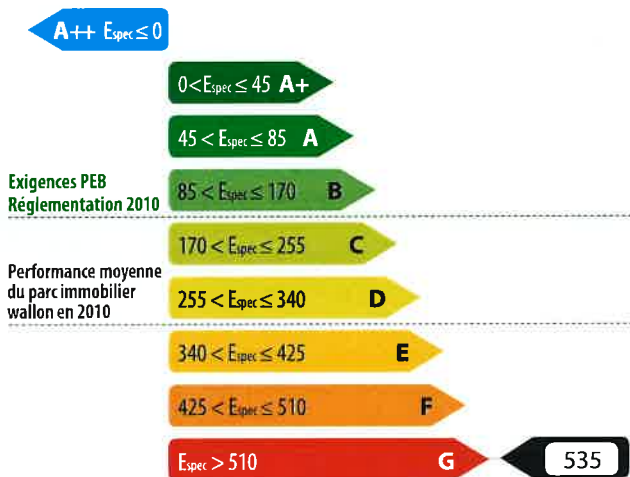 A++ Espec ≤ 0
0 < Espec ≤ 45 A+
45 < Espec ≤ 85 A
Exigences PEB
Réglementation 2010
85 < Espec ≤ 170 B
170 < Espec ≤ 255 C
Performance moyenne
du parc immobilier
wallon en 2010
255 < Espec ≤ 340 D
340 < Espec ≤ 425 E
425 < Espec ≤ 510 F
Espec > 510 G
535